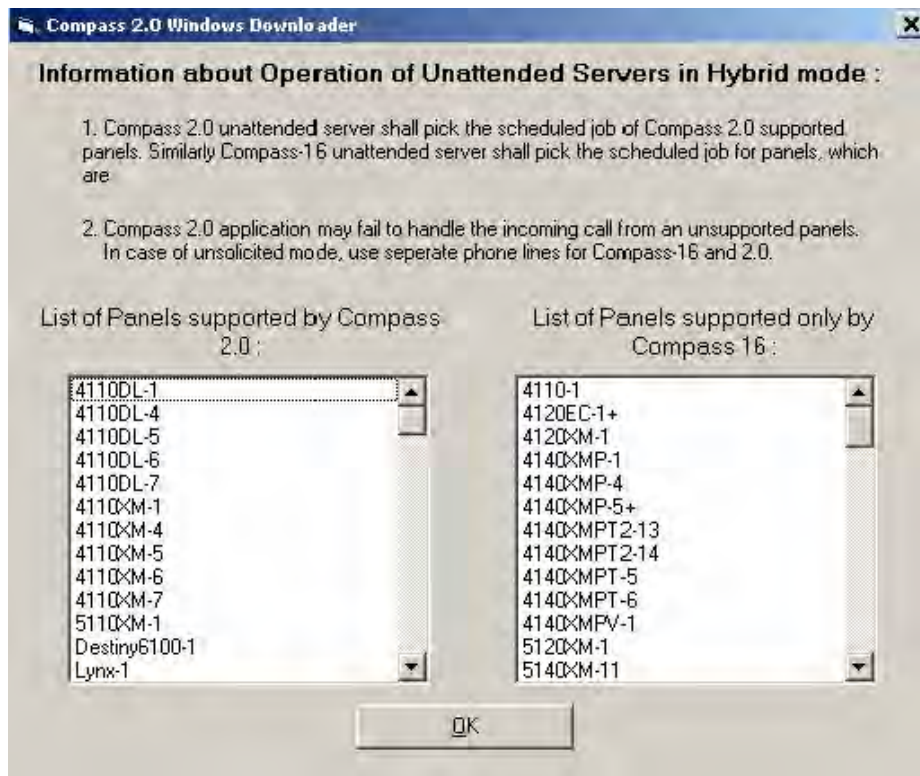 Compass 2.0 Windows Downloader
Information about Operation of Unattended Servers in Hybrid mode :
1. Compass 2.0 unattended server shall pick the scheduled job of Compass 2.0 supported
panels. Similarly Compass-16 unattended server shall pick the scheduled job for panels, which
are
2. Compass 2.0 application may fail to handle the incoming call from an unsupported panels.
In case of unsolicited mode, use seperate phone lines for Compass-16 and 2.0.
List of Panels supported by Compass
2.0 :
4110DL-1
4110DL-4
4110DL-5
4110DL-6
4110DL-7
4110XM-1
4110XM-4
4110XM-5
4110XM-6
4110XM-7
5110XM-1
Destiny6100-1
Lynx-1
List of Panels supported only by
Compass 16 :
4110-1
4120EC-1+
4120XM-1
4140XMP-1
4140XMP-4
4140XMP-5+
4140XMPT2-13
4140XMPT2-14
4140XMPT-5
4140XMPT-6
4140XMPV-1
5120XM-1
5140XM-11
OK